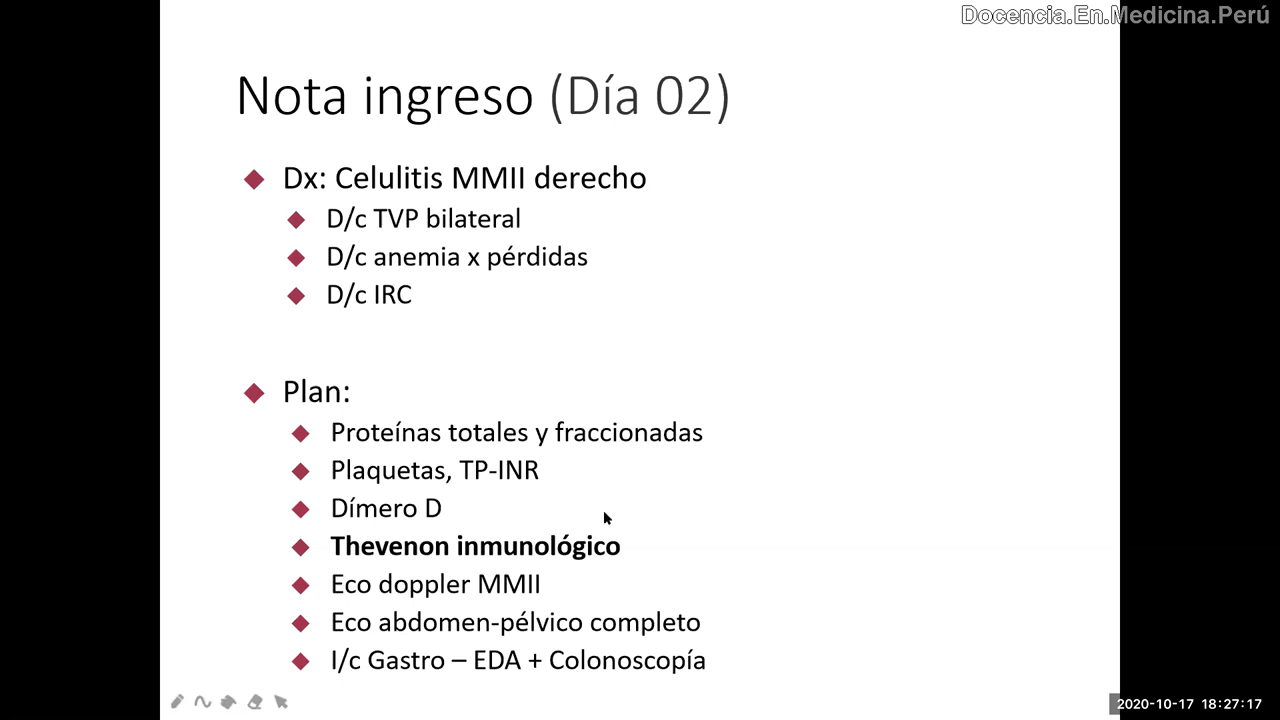 Docencia.En.Medicina.Perú
Nota ingreso (Día 02)
Dx: Celulitis MMII derecho
D/c TVP bilateral
D/c anemia x pérdidas
D/c IRC
Plan:
Proteínas totales y fraccionadas
Plaquetas, TP-INR
Dímero D
Thevenon inmunológico
Eco doppler MMII
Eco abdomen-pélvico completo
I/c Gastro – EDA + Colonoscopía
2020-10-17 18:27:17